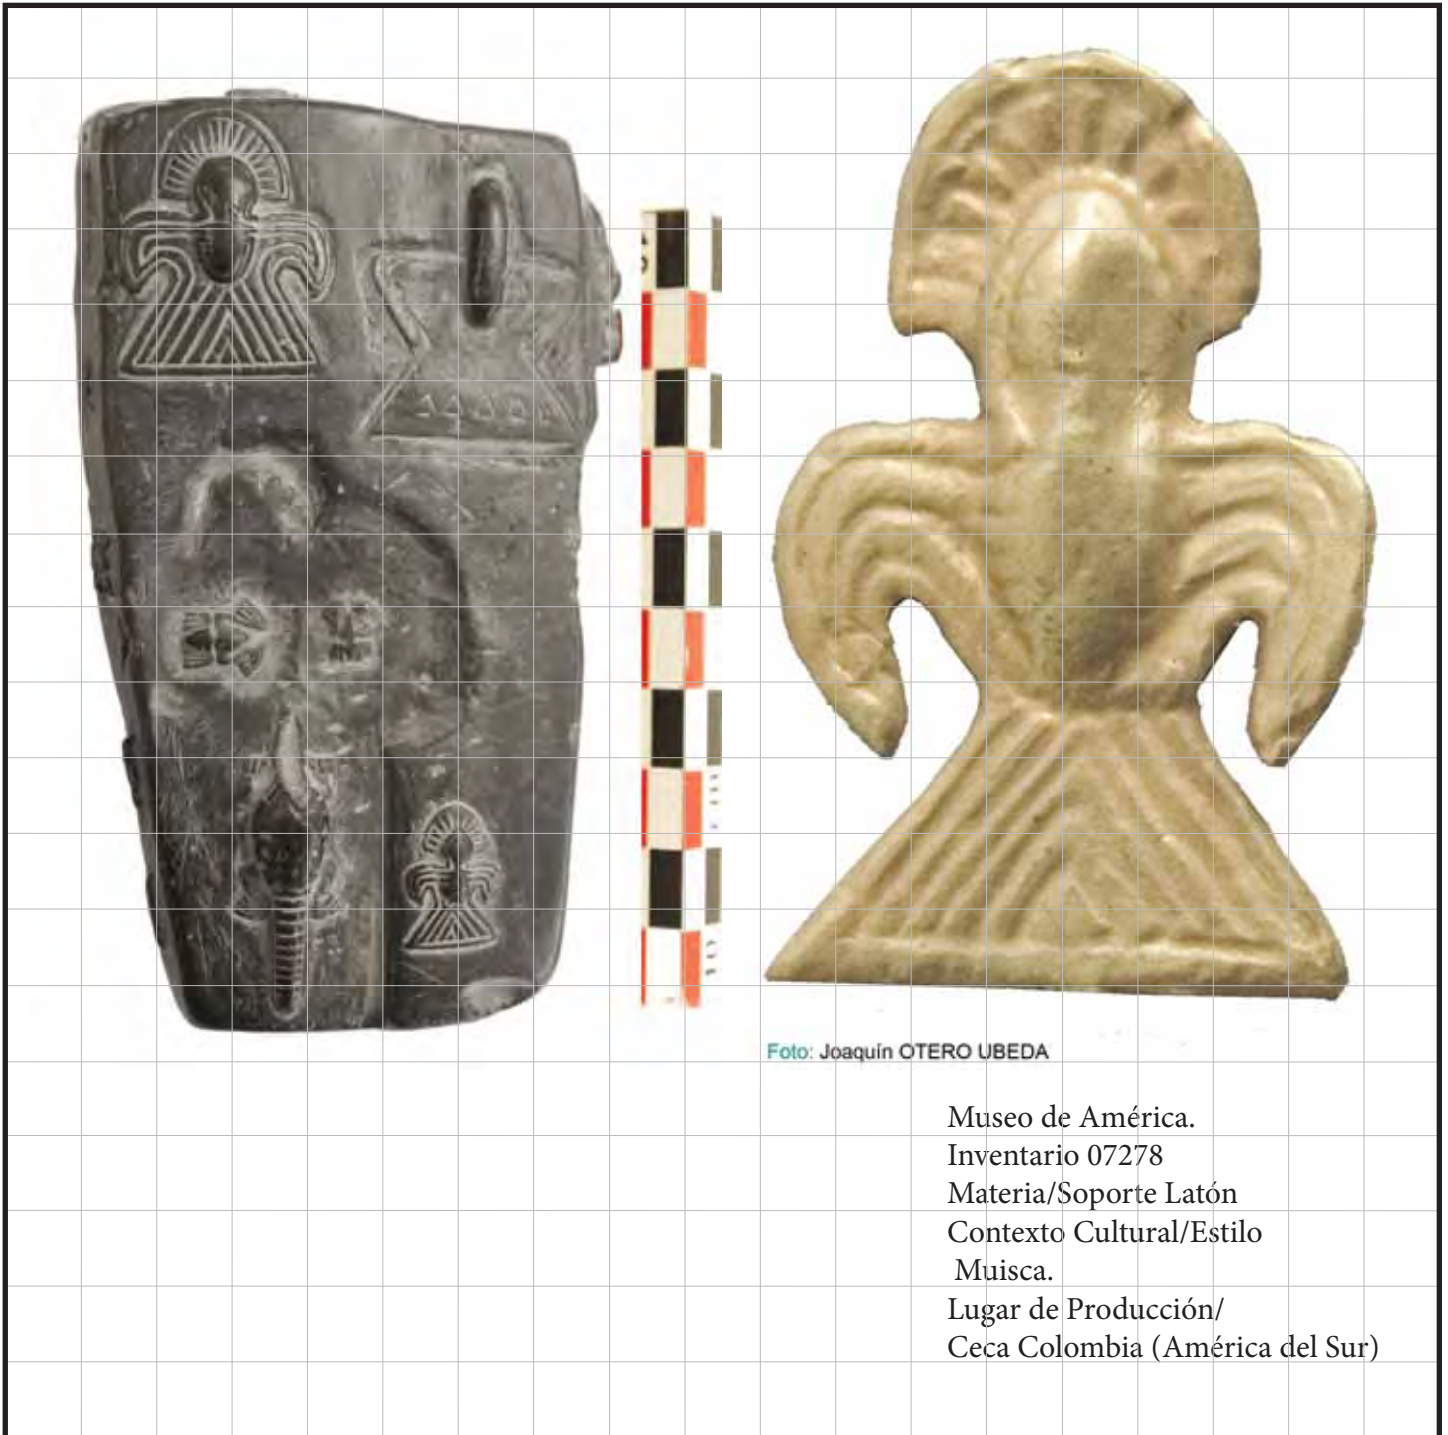 Foto: Joaquín OTERO UBEDA
Museo de América.
Inventario 07278
Materia/Soporte Latón
Contexto Cultural/Estilo
Muisca.
Lugar de Producción/
Ceca Colombia (América del Sur)